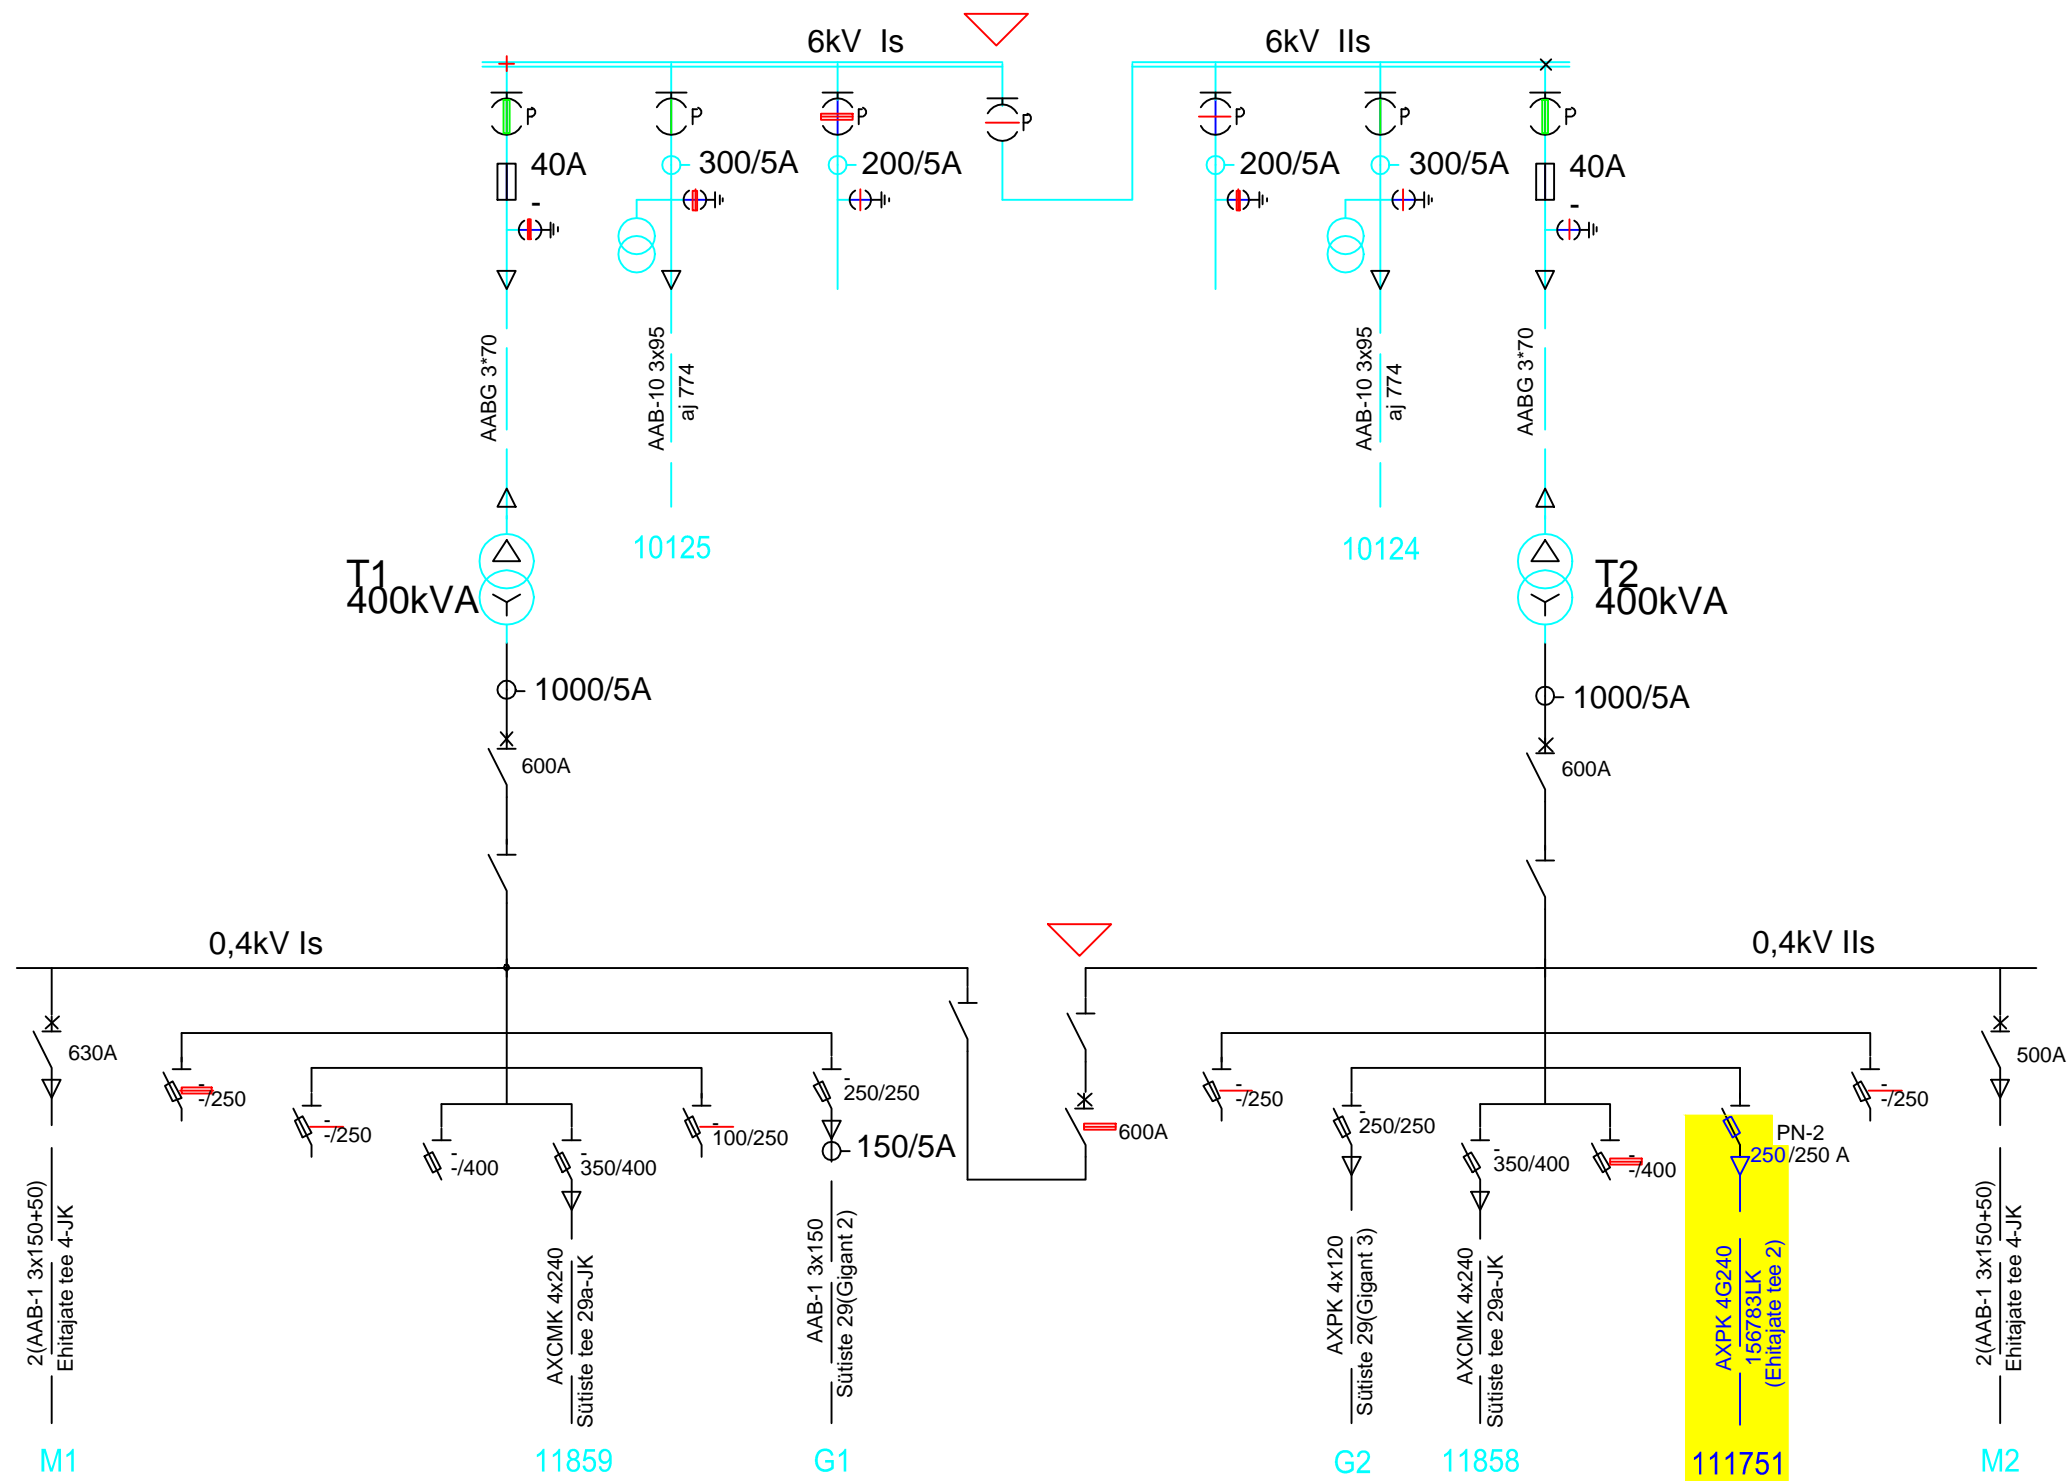 6kV Is
6kV IIs
p
p
p
p
p
p
p
40A
300/5A
200/5A
200/5A
300/5A
40A
-
-
AABG 3*70
AAB-10 3x95
aj 774
AAB-10 3x95
aj 774
AABG 3*70
10125
10124
T1
400kVA
T2
400kVA
1000/5A
1000/5A
600A
600A
0,4kV Is
0,4kV IIs
630A
-/250
-/250
-/400
350/400
100/250
250/250
150/5A
600A
-/250
250/250
350/400
-/400
PN-2
250/250 A
-/250
500A
2(AAB-1 3x150+50)
Ehitajate tee 4-JK
AXCMK 4x240
Sütiste tee 29a-JK
AAB-1 3x150
Sütiste 29(Gigant 2)
AXPK 4x120
Sütiste 29(Gigant 3)
AXCMK 4x240
Sütiste tee 29a-JK
AXPK 4G240
156783LK
(Ehitajate tee 2)
2(AAB-1 3x150+50)
Ehitajate tee 4-JK
M1
11859
G1
G2
11858
111751
M2